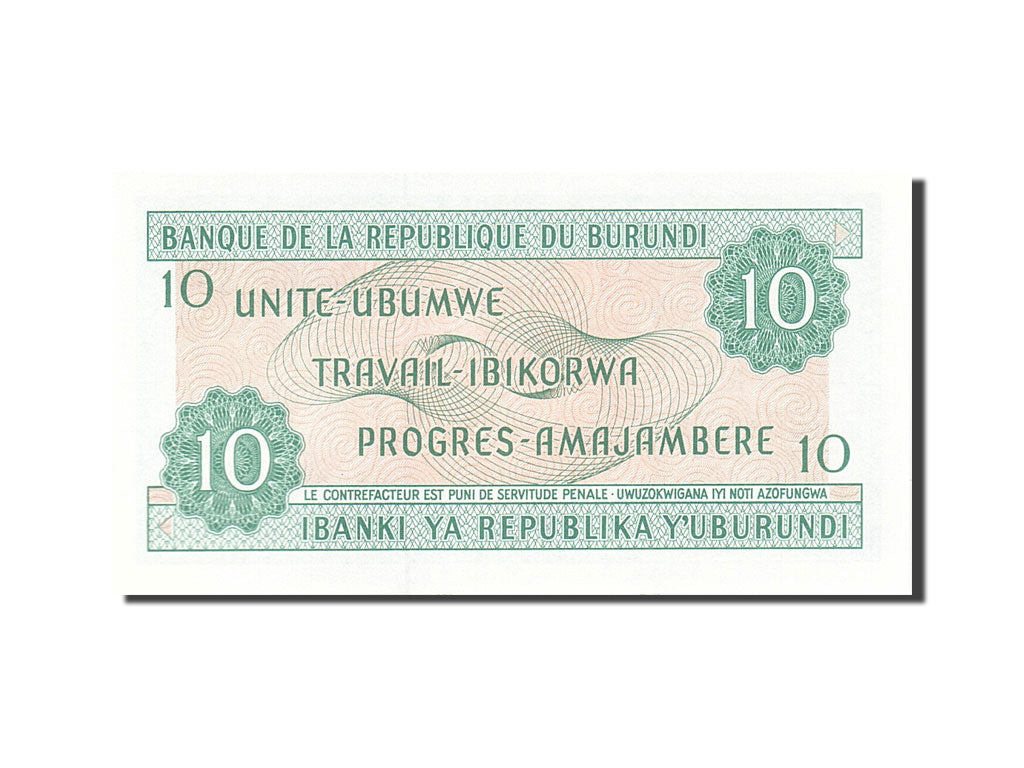 BANQUE DE LA REPUBLIQUE DU BURUNDI
10
10
UNITE-UBUMWE
TRAVAIL-IBIKORWA
PROGRES-AMAJAMBERE
10
10
LE CONTREFACTEUR EST PUNI DE SERVITUDE PENALE · UWUZOKWIGANA IYI NOTI AZOFUNGWA
IBANKI YA REPUBLIKA Y'UBURUNDI